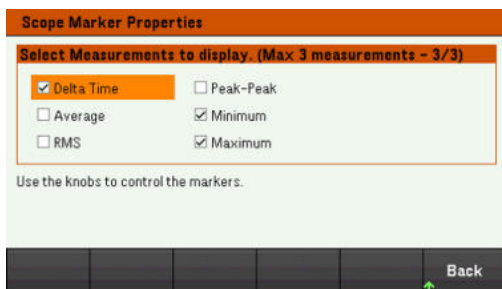 Scope Marker Properties
Select Measurements to display. (Max 3 measurements - 3/3)
Delta Time
Peak-Peak
Average
Minimum
RMS
Maximum
Use the knobs to control the markers.
Back